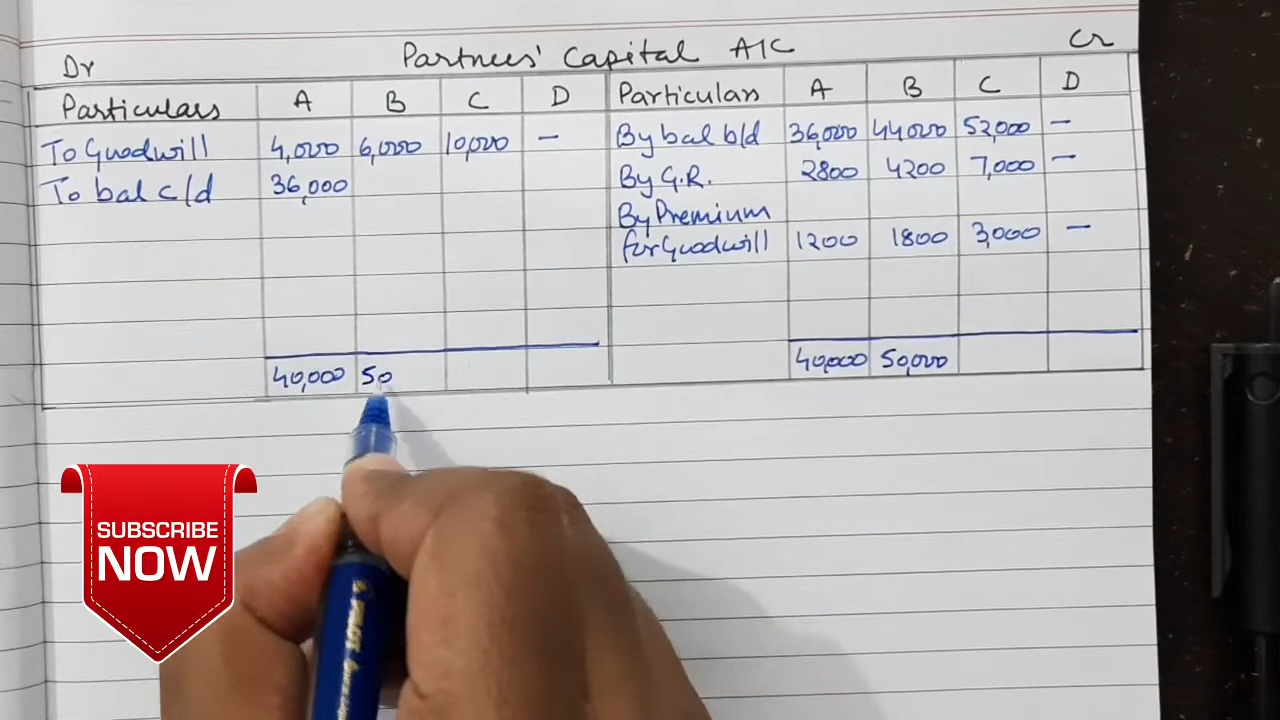 Dr Partners' Capital A/C Cr
Particulars A B C D Particulars A B C D
To Goodwill 4,000 6,000 10,000 — By bal b/d 36,000 44000 52,000 —
To bal c/d 36,000 By G.R. 2800 4200 7,000 —
By Premium
for Goodwill 1200 1800 3,000 —
40,000 50 40,000 50,000
SUBSCRIBE
NOW
PILOT